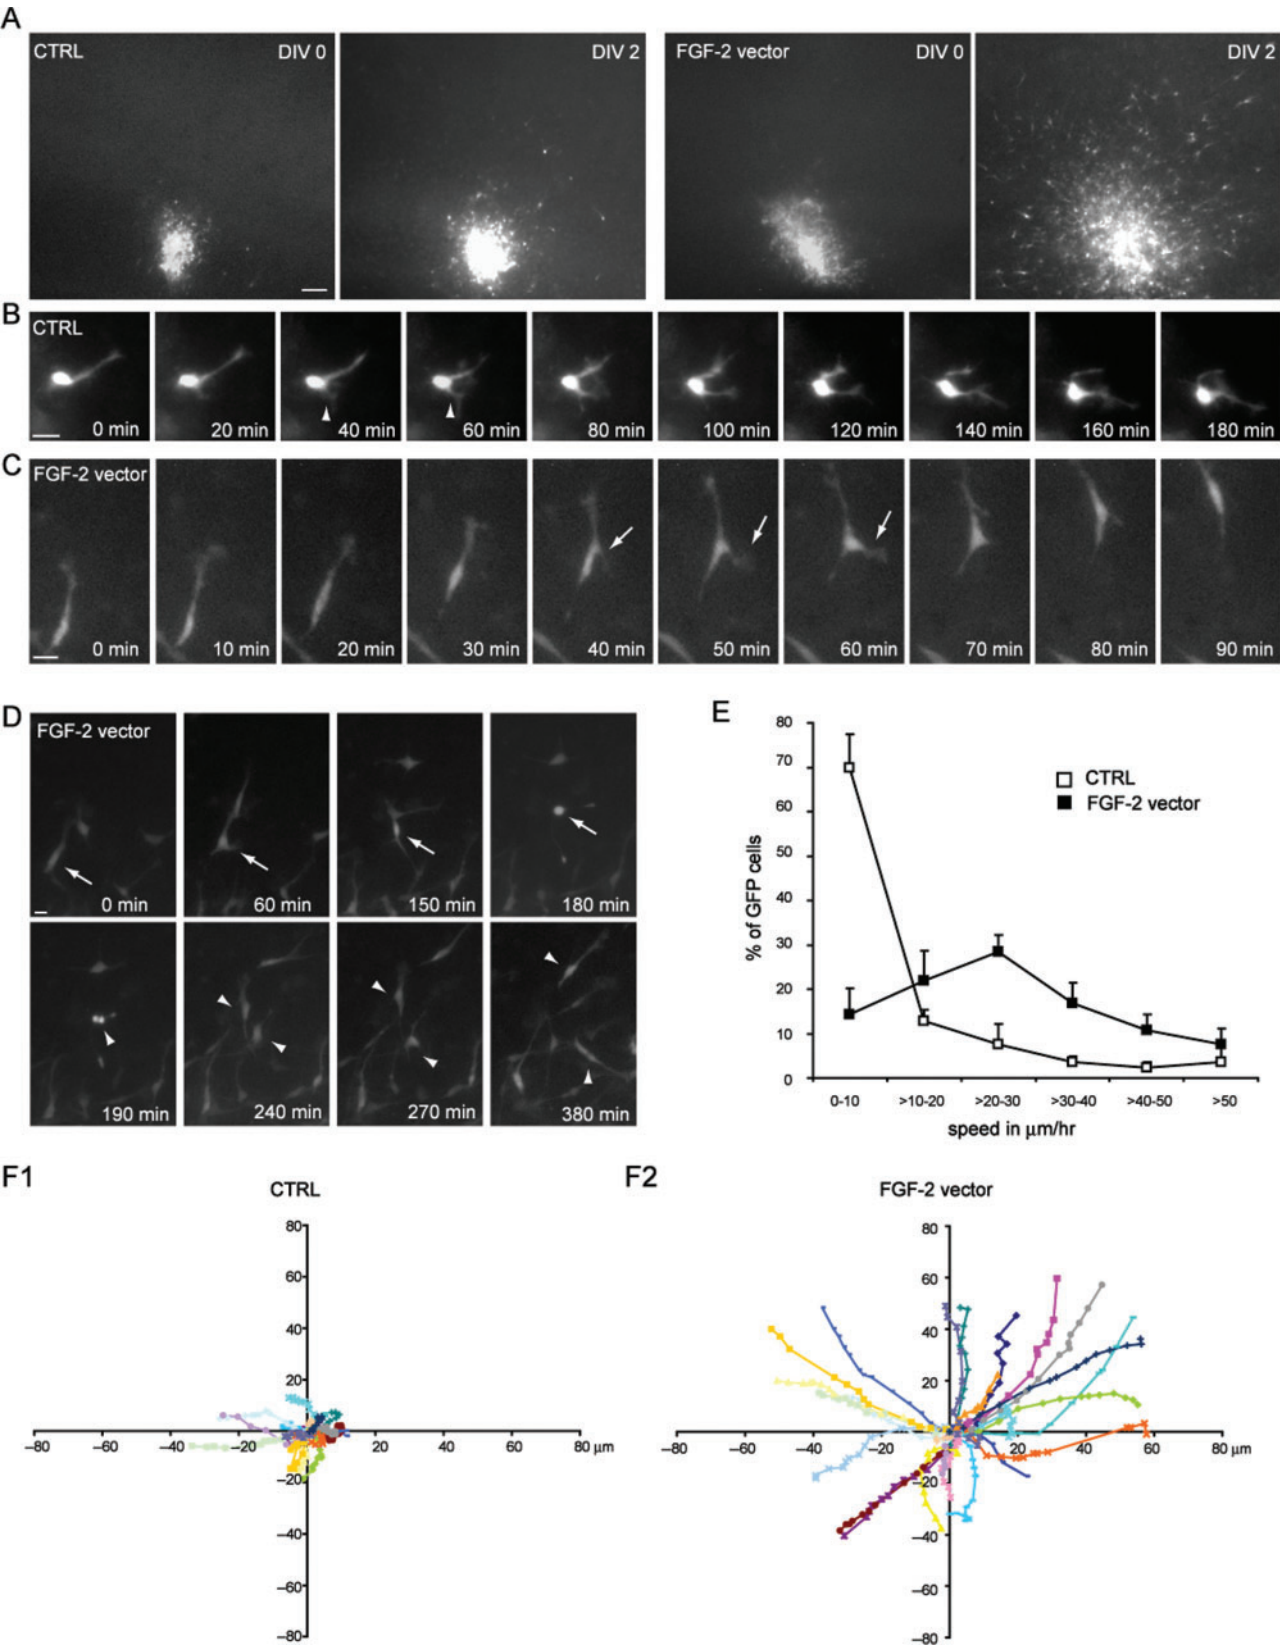 A
CTRL DIV 0 DIV 2 FGF-2 vector DIV 0 DIV 2
B
CTRL
0 min 20 min 40 min 60 min 80 min 100 min 120 min 140 min 160 min 180 min
C
FGF-2 vector
0 min 10 min 20 min 30 min 40 min 50 min 60 min 70 min 80 min 90 min
D
FGF-2 vector
0 min 60 min 150 min 180 min
190 min 240 min 270 min 380 min
E
80
70
60
50
40
30
20
10
0
% of GFP cells
CTRL
FGF-2 vector
0-10 >10-20 >20-30 >30-40 >40-50 >50
speed in μm/hr
F1
CTRL
80
60
40
20
–80 –60 –40 –20 20 40 60 80 μm
–20
–40
–60
–80
F2
FGF-2 vector
80
60
40
20
–80 –60 –40 –20 20 40 60 80 μm
–20
–40
–60
–80